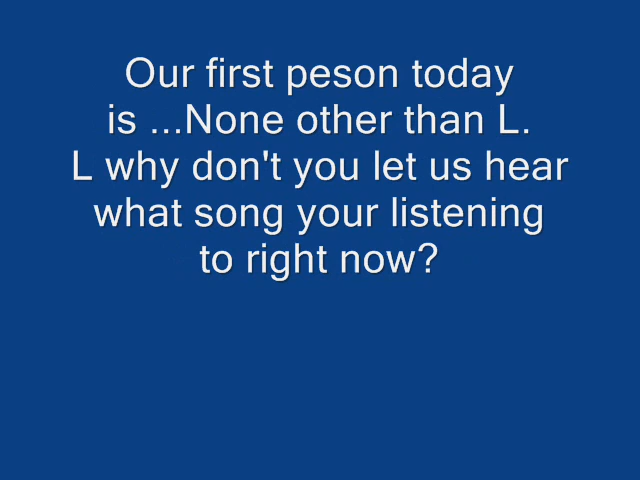 Our first peson today
is ...None other than L.
L why don't you let us hear
what song your listening
to right now?